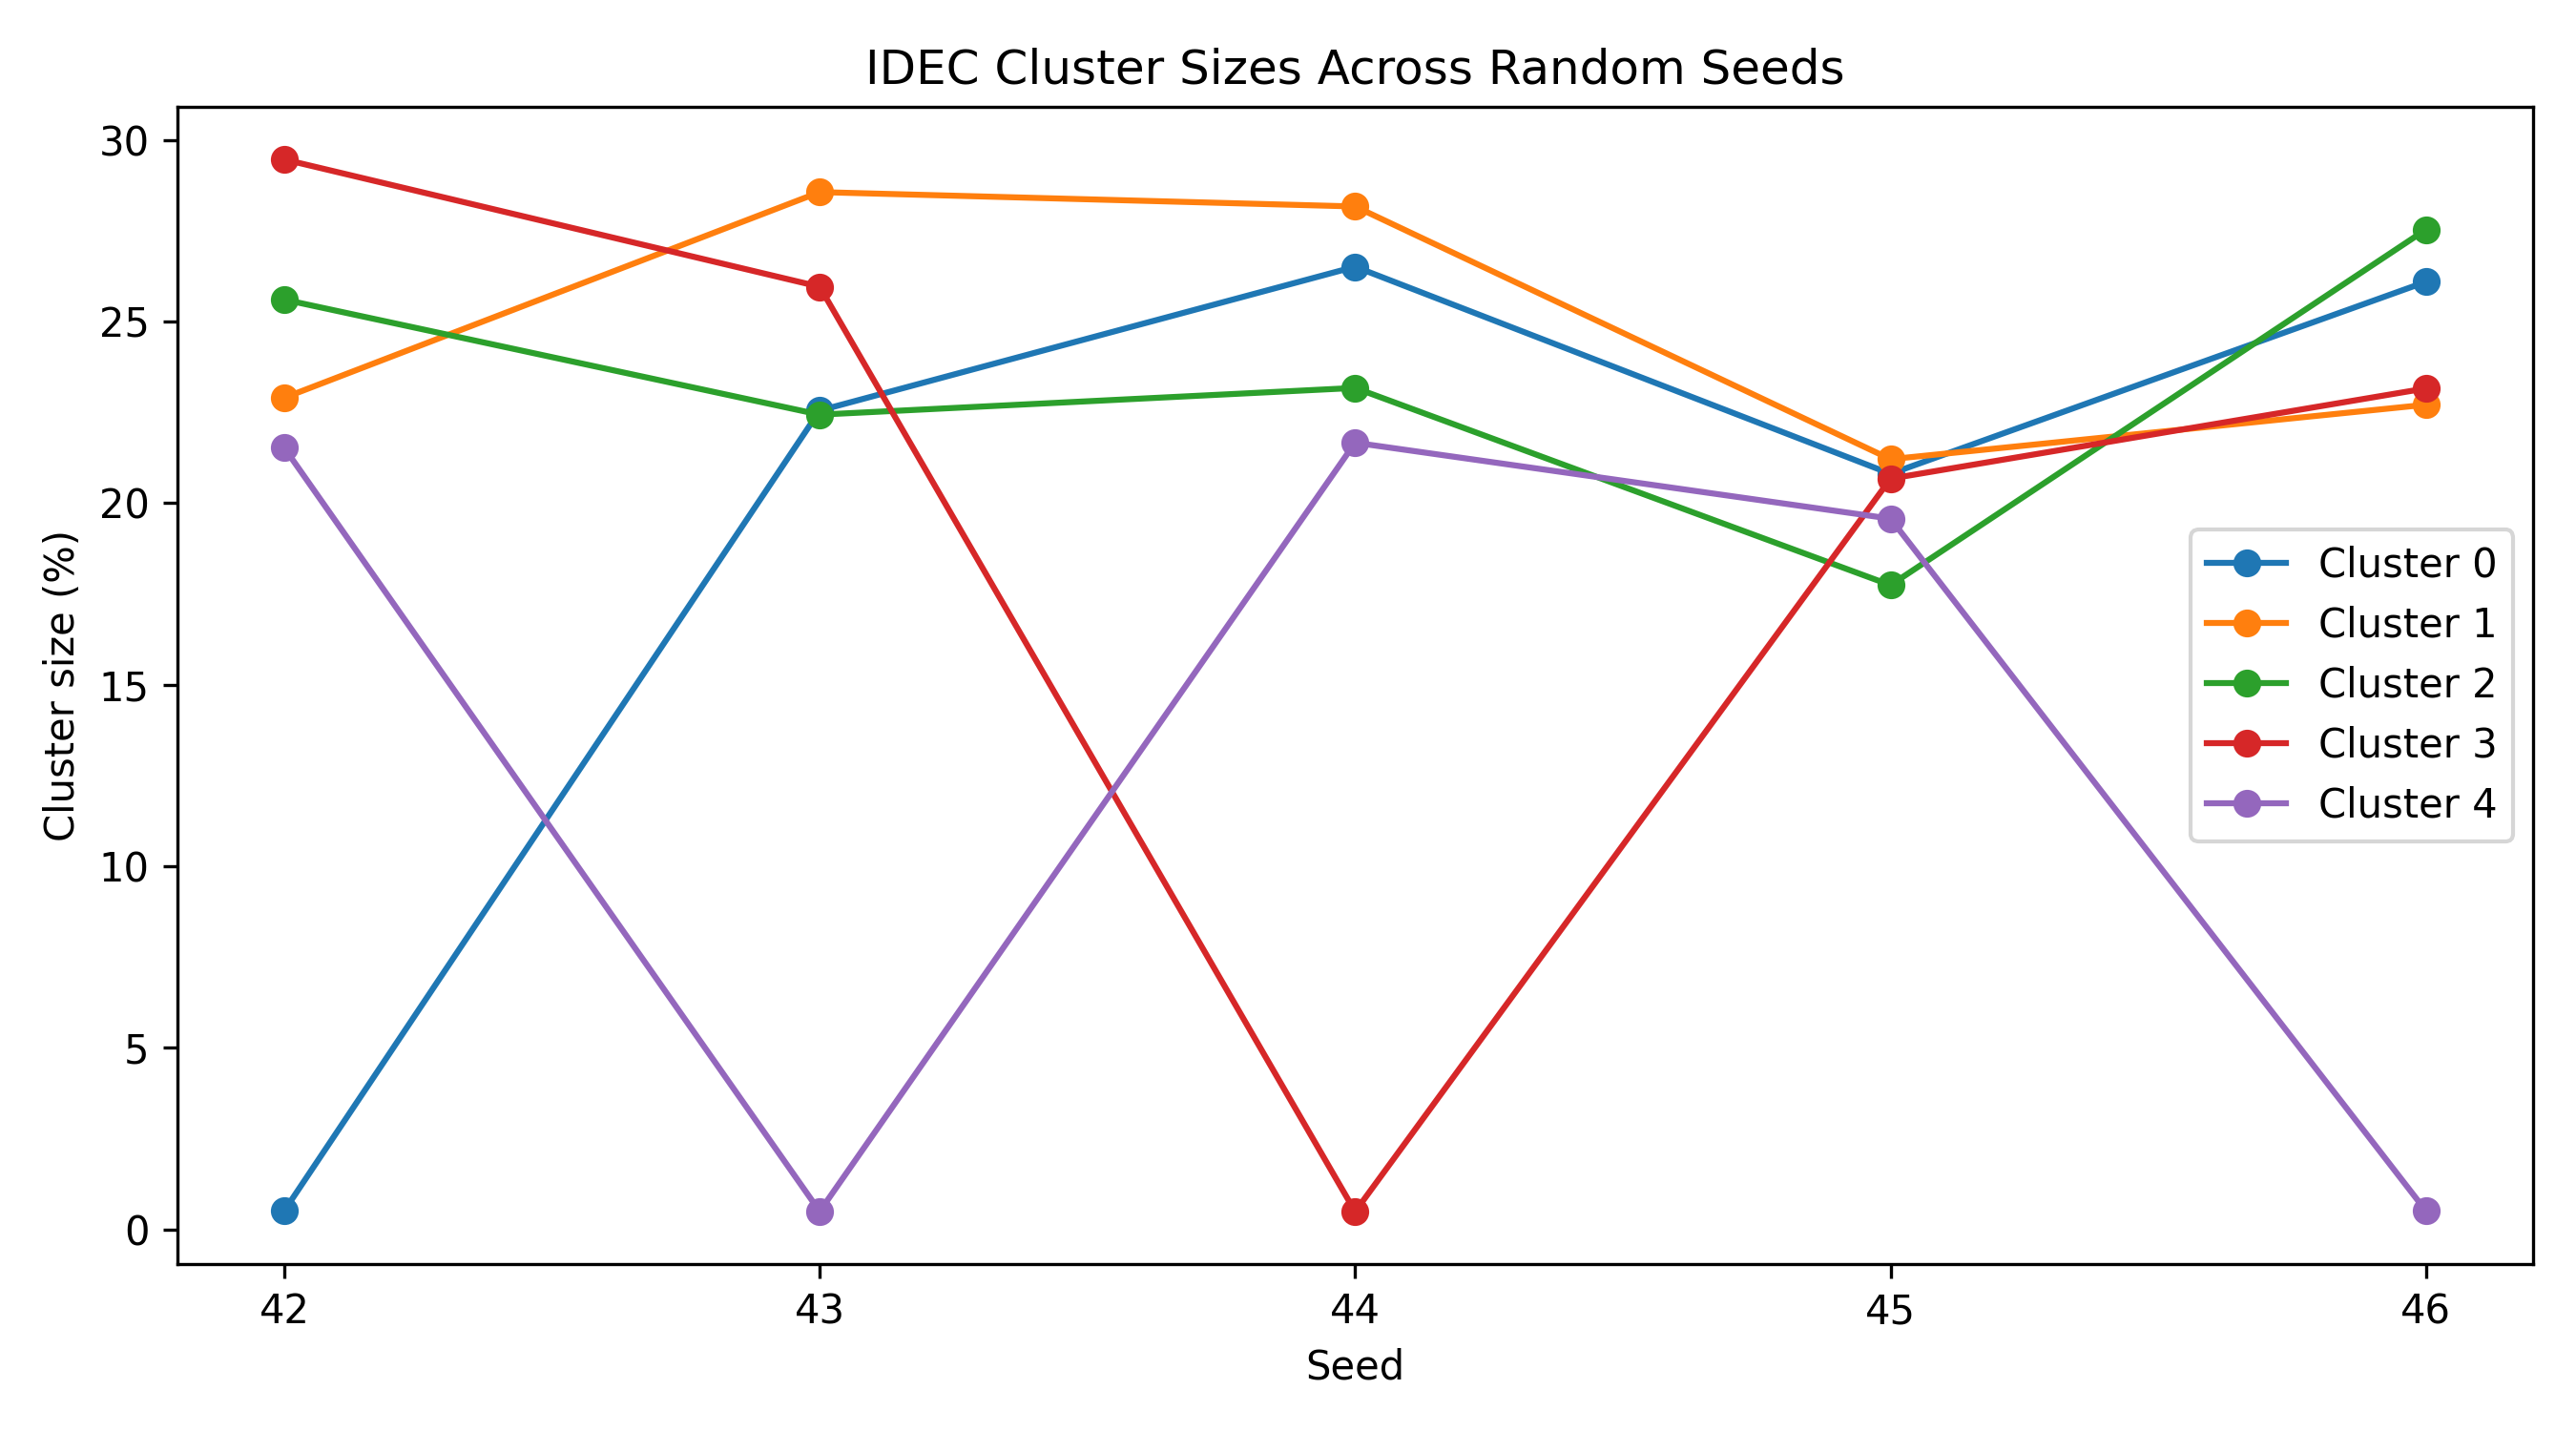 IDEC Cluster Sizes Across Random Seeds
30
25
20
15
10
5
0
Cluster size (%)
Cluster 0
Cluster 1
Cluster 2
Cluster 3
Cluster 4
42 43 44 45 46
Seed